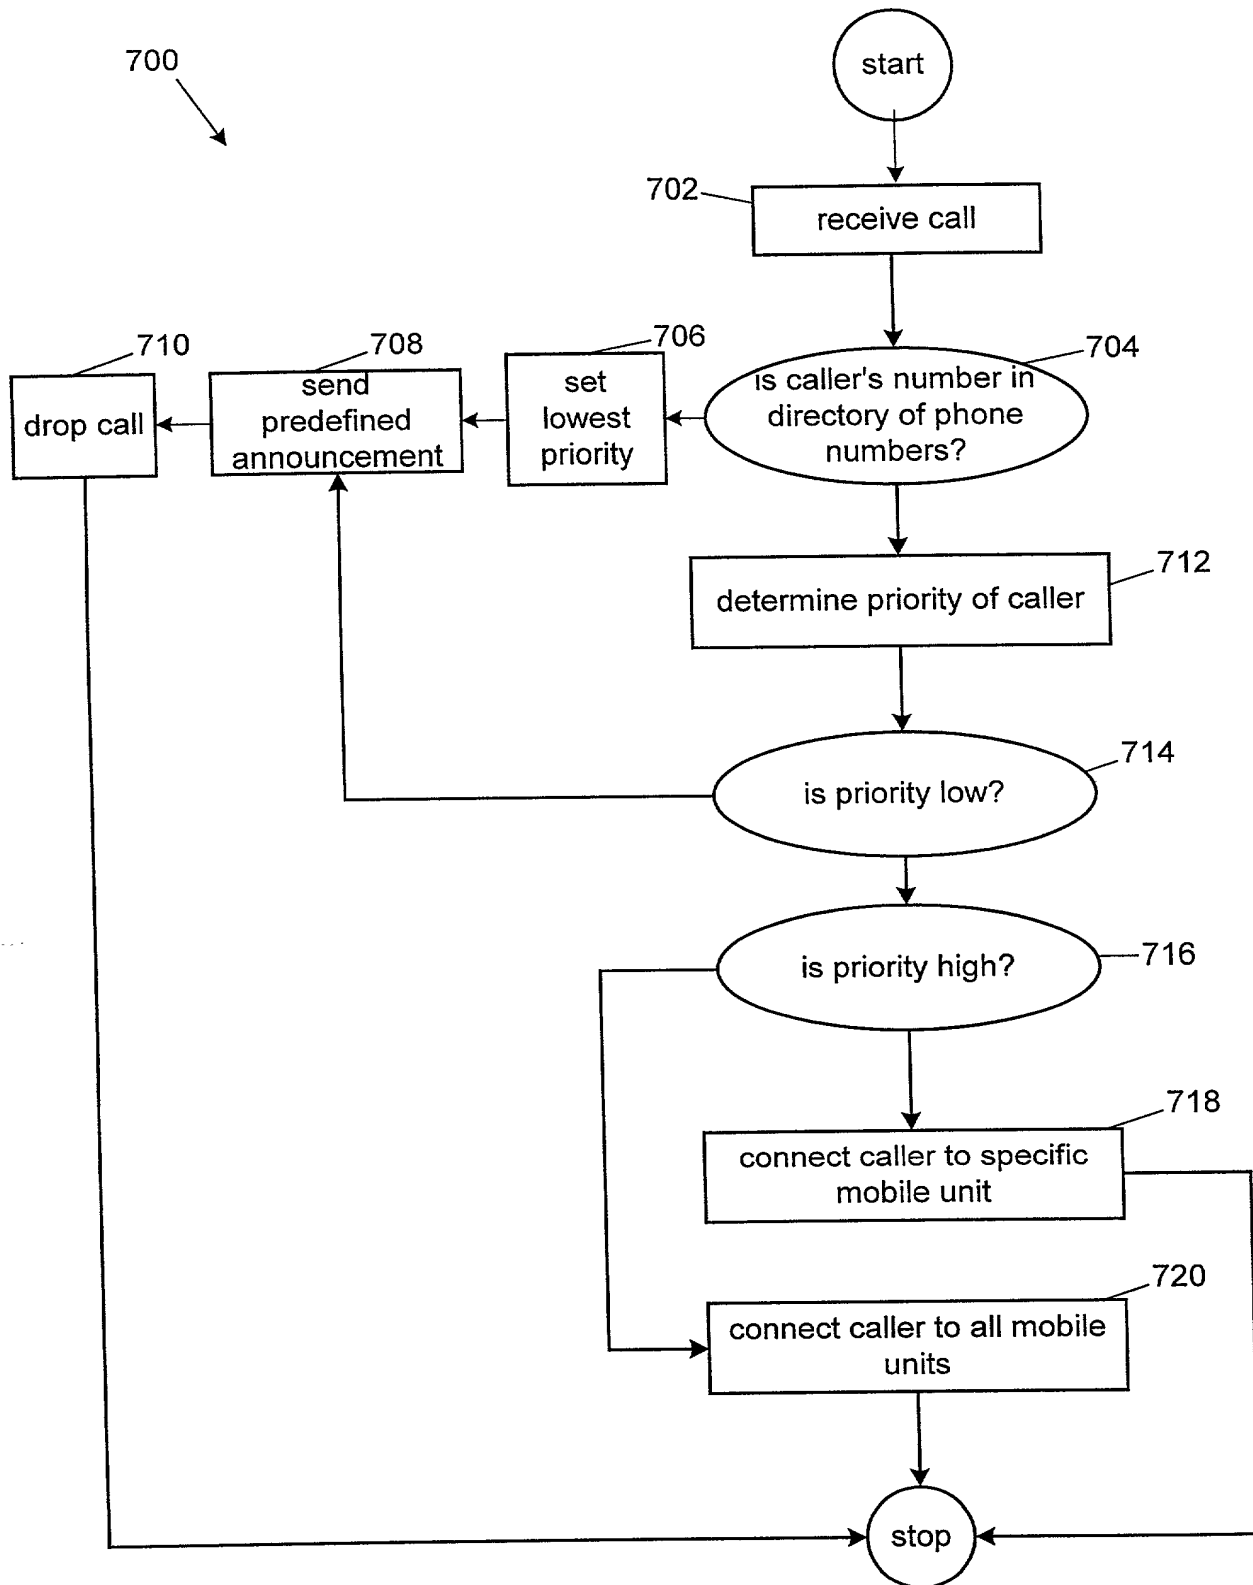 700
start
702
receive call
710
708
706
704
drop call
send
predefined
announcement
set
lowest
priority
is caller's number in
directory of phone
numbers?
712
determine priority of caller
714
is priority low?
716
is priority high?
718
connect caller to specific
mobile unit
720
connect caller to all mobile
units
stop